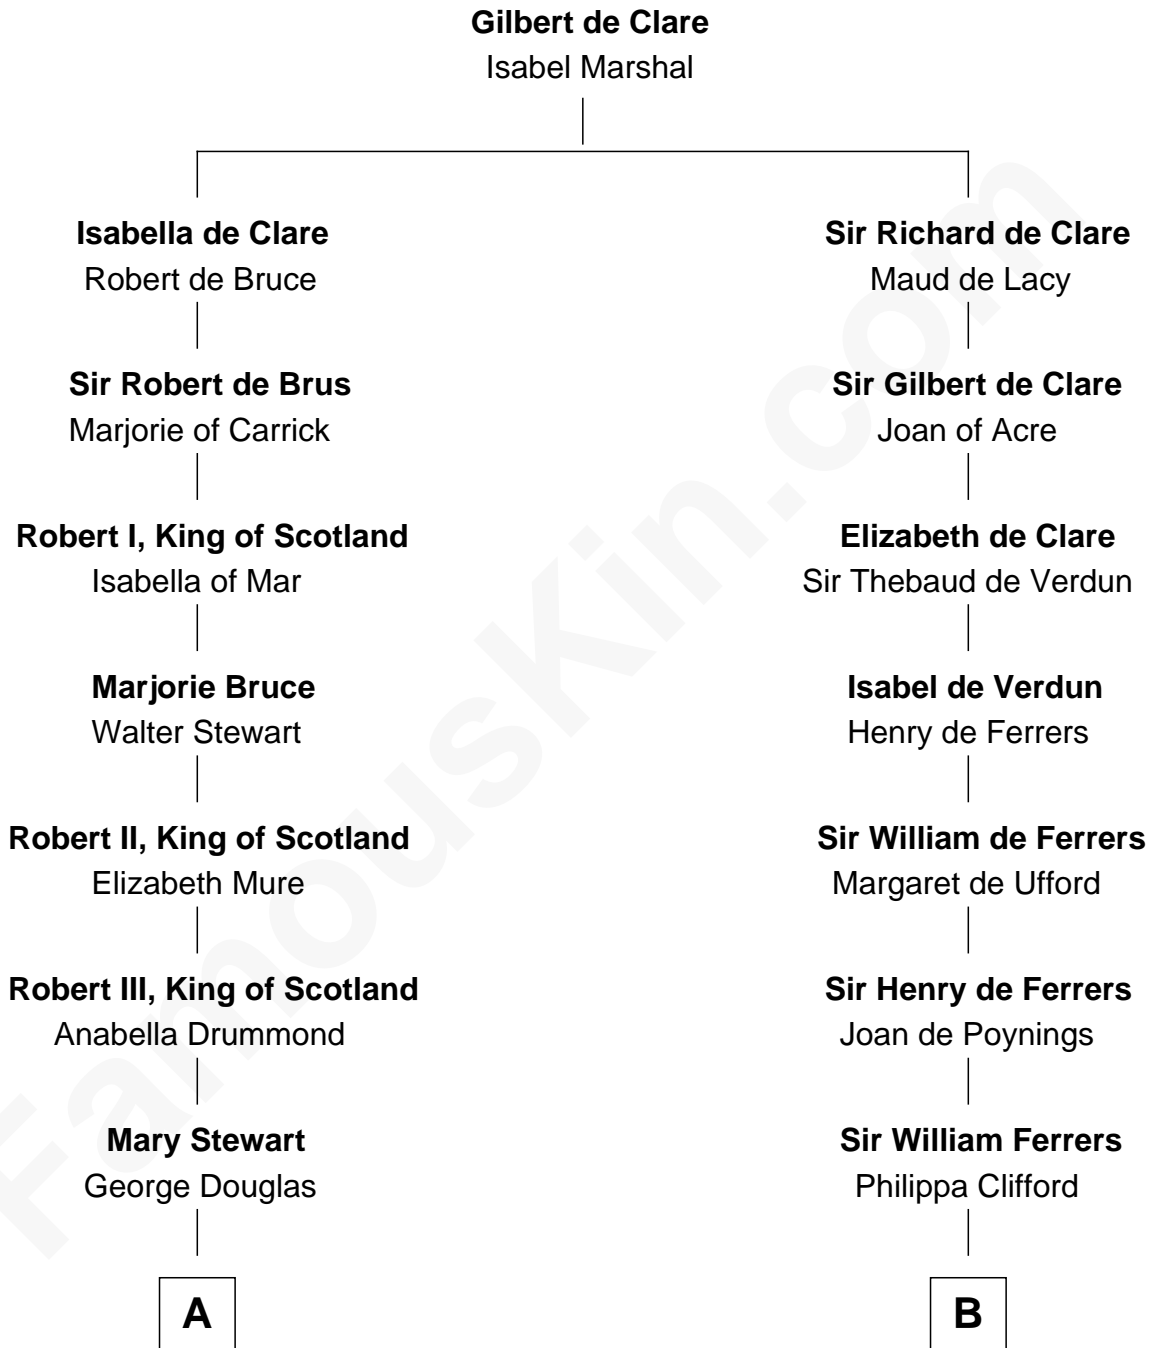 Gilbert de Clare
Isabel Marshal
Isabella de Clare
Robert de Bruce
Sir Richard de Clare
Maud de Lacy
Sir Robert de Brus
Marjorie of Carrick
Sir Gilbert de Clare
Joan of Acre
Robert I, King of Scotland
Isabella of Mar
Elizabeth de Clare
Sir Thebaud de Verdun
Marjorie Bruce
Walter Stewart
Isabel de Verdun
Henry de Ferrers
Robert II, King of Scotland
Elizabeth Mure
Sir William de Ferrers
Margaret de Ufford
Robert III, King of Scotland
Anabella Drummond
Sir Henry de Ferrers
Joan de Poynings
Mary Stewart
George Douglas
Sir William Ferrers
Philippa Clifford
A
B
FamousKin.com